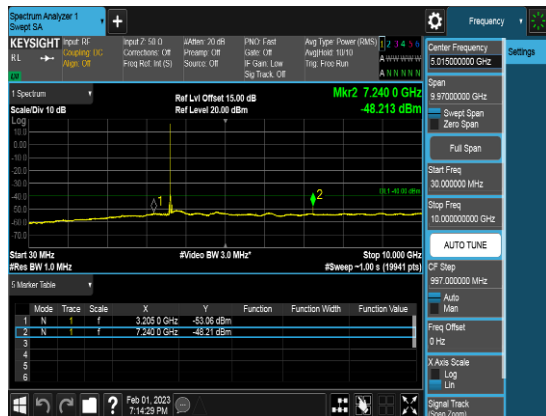 Spectrum Analyzer 1
Swept SA
Frequency
KEYSIGHT
RL
LV
Input: RF
Coupling: DC
Align: Off
Input Z: 50 Ω
Corrections: Off
Freq Ref: Int (S)
#Atten: 20 dB
Preamp: Off
Source: Off
PNO: Fast
Gate: Off
IF Gain: Low
Sig Track: Off
Avg Type: Power (RMS)
Avg|Hold: 10/10
Trig: Free Run
1 2 3 4 5 6
A W W W W W
A N N N N N
1 Spectrum
Scale/Div 10 dB
Log
Ref Lvl Offset 15.00 dB
Ref Level 20.00 dBm
Mkr2 7.240 0 GHz
-48.213 dBm
10.0
0.00
-10.0
-20.0
-30.0
-40.0
-50.0
-60.0
-70.0
1
2
DL1 -40.00 dBm
Start 30 MHz
#Res BW 1.0 MHz
#Video BW 3.0 MHz*
Stop 10.000 GHz
#Sweep ~1.00 s (19941 pts)
5 Marker Table
Mode Trace Scale X Y Function Function Width Function Value
1 N 1 f 3.205 0 GHz -53.06 dBm
2 N 1 f 7.240 0 GHz -48.21 dBm
3
4
5
6
Feb 01, 2023
7:14:29 PM
Center Frequency
5.015000000 GHz
Settings
Span
9.97000000 GHz
Swept Span
Zero Span
Full Span
Start Freq
30.000000 MHz
Stop Freq
10.000000000 GHz
AUTO TUNE
CF Step
997.000000 MHz
Auto
Man
Freq Offset
0 Hz
X Axis Scale
Log
Lin
Signal Track
(Span Zoom)